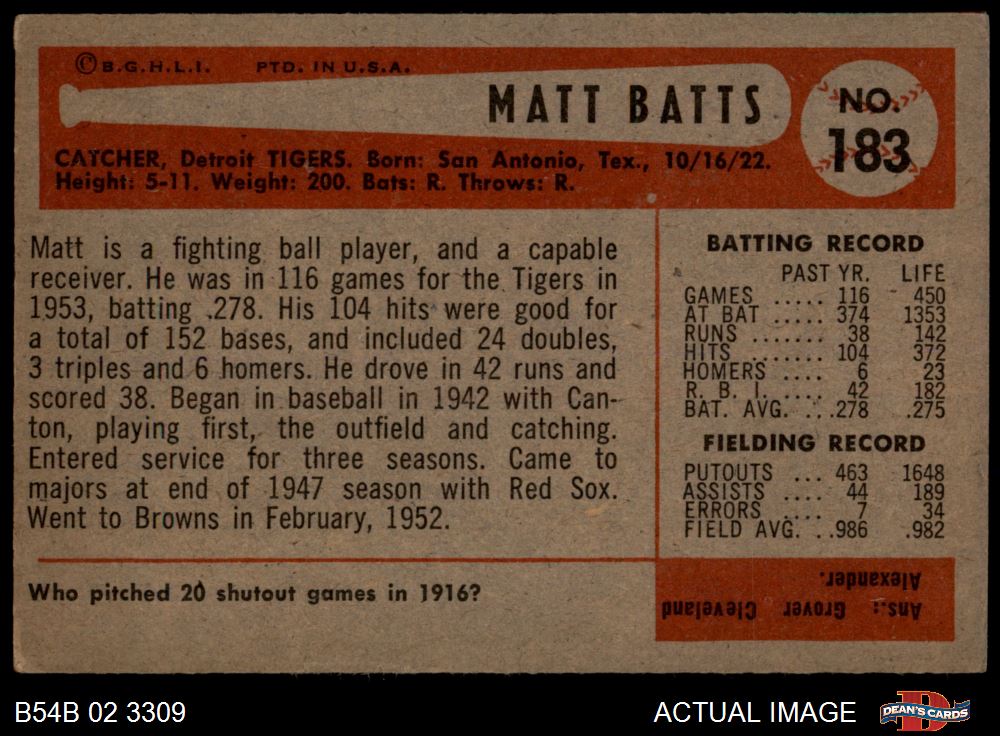 ©B.G.H.L.I. PTD. IN U.S.A.
MATT BATTS
NO.
183
CATCHER, Detroit TIGERS. Born: San Antonio, Tex., 10/16/22.
Height: 5-11. Weight: 200. Bats: R. Throws: R.
Matt is a fighting ball player, and a capable
receiver. He was in 116 games for the Tigers in
1953, batting .278. His 104 hits were good for
a total of 152 bases, and included 24 doubles,
3 triples and 6 homers. He drove in 42 runs and
scored 38. Began in baseball in 1942 with Can-
ton, playing first, the outfield and catching.
Entered service for three seasons. Came to
majors at end of 1947 season with Red Sox.
Went to Browns in February, 1952.
BATTING RECORD
PAST YR. LIFE
GAMES ..... 116 450
AT BAT ..... 374 1353
RUNS ..... 38 142
HITS ....... 104 372
HOMERS .... 6 23
R. B. I. ..... 42 182
BAT. AVG. . .278 .275
FIELDING RECORD
PUTOUTS ... 463 1648
ASSISTS .... 44 189
ERRORS .... 7 34
FIELD AVG. . .986 .982
Who pitched 20 shutout games in 1916?
Ans.: Grover Cleveland
Alexander.
B54B 02 3309
ACTUAL IMAGE
D
DEAN'S CARDS